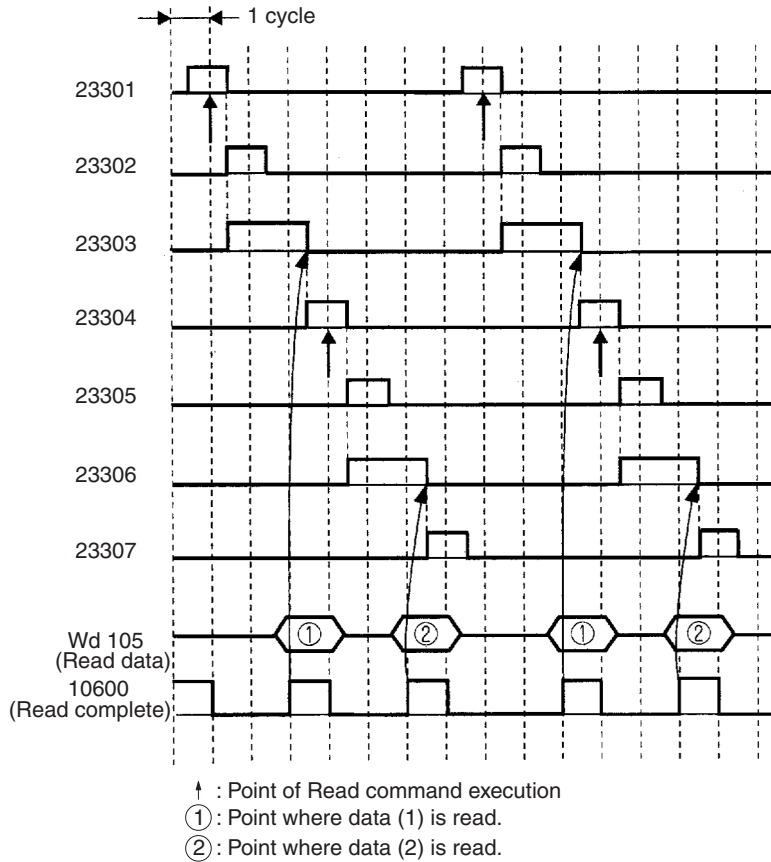 1 cycle
23301
23302
23303
23304
23305
23306
23307
① ② ① ②
Wd 105
(Read data)
10600
(Read complete)
: Point of Read command execution
① : Point where data (1) is read.
② : Point where data (2) is read.